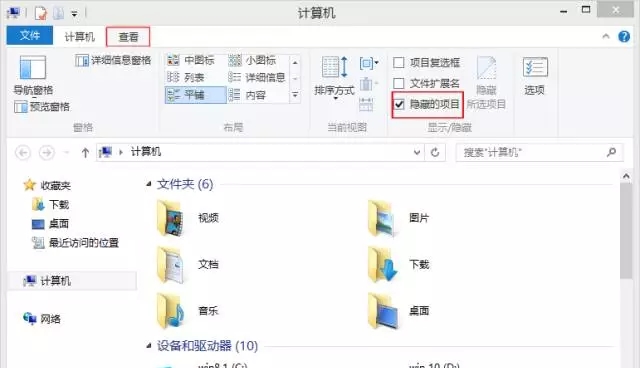 计算机
文件 计算机 查看
导航窗格
预览窗格
详细信息窗格
窗格
中图标 小图标
列表 详细信息
平铺 内容
布局
排序方式
当前视图
项目复选框
文件扩展名
隐藏的项目
隐藏
所选项目
显示/隐藏
选项
计算机
搜索"计算机"
收藏夹
下载
桌面
最近访问的位置
计算机
网络
文件夹 (6)
视频 图片
文档 下载
音乐 桌面
设备和驱动器 (10)
win8.1 (C:) win 10 (D:)